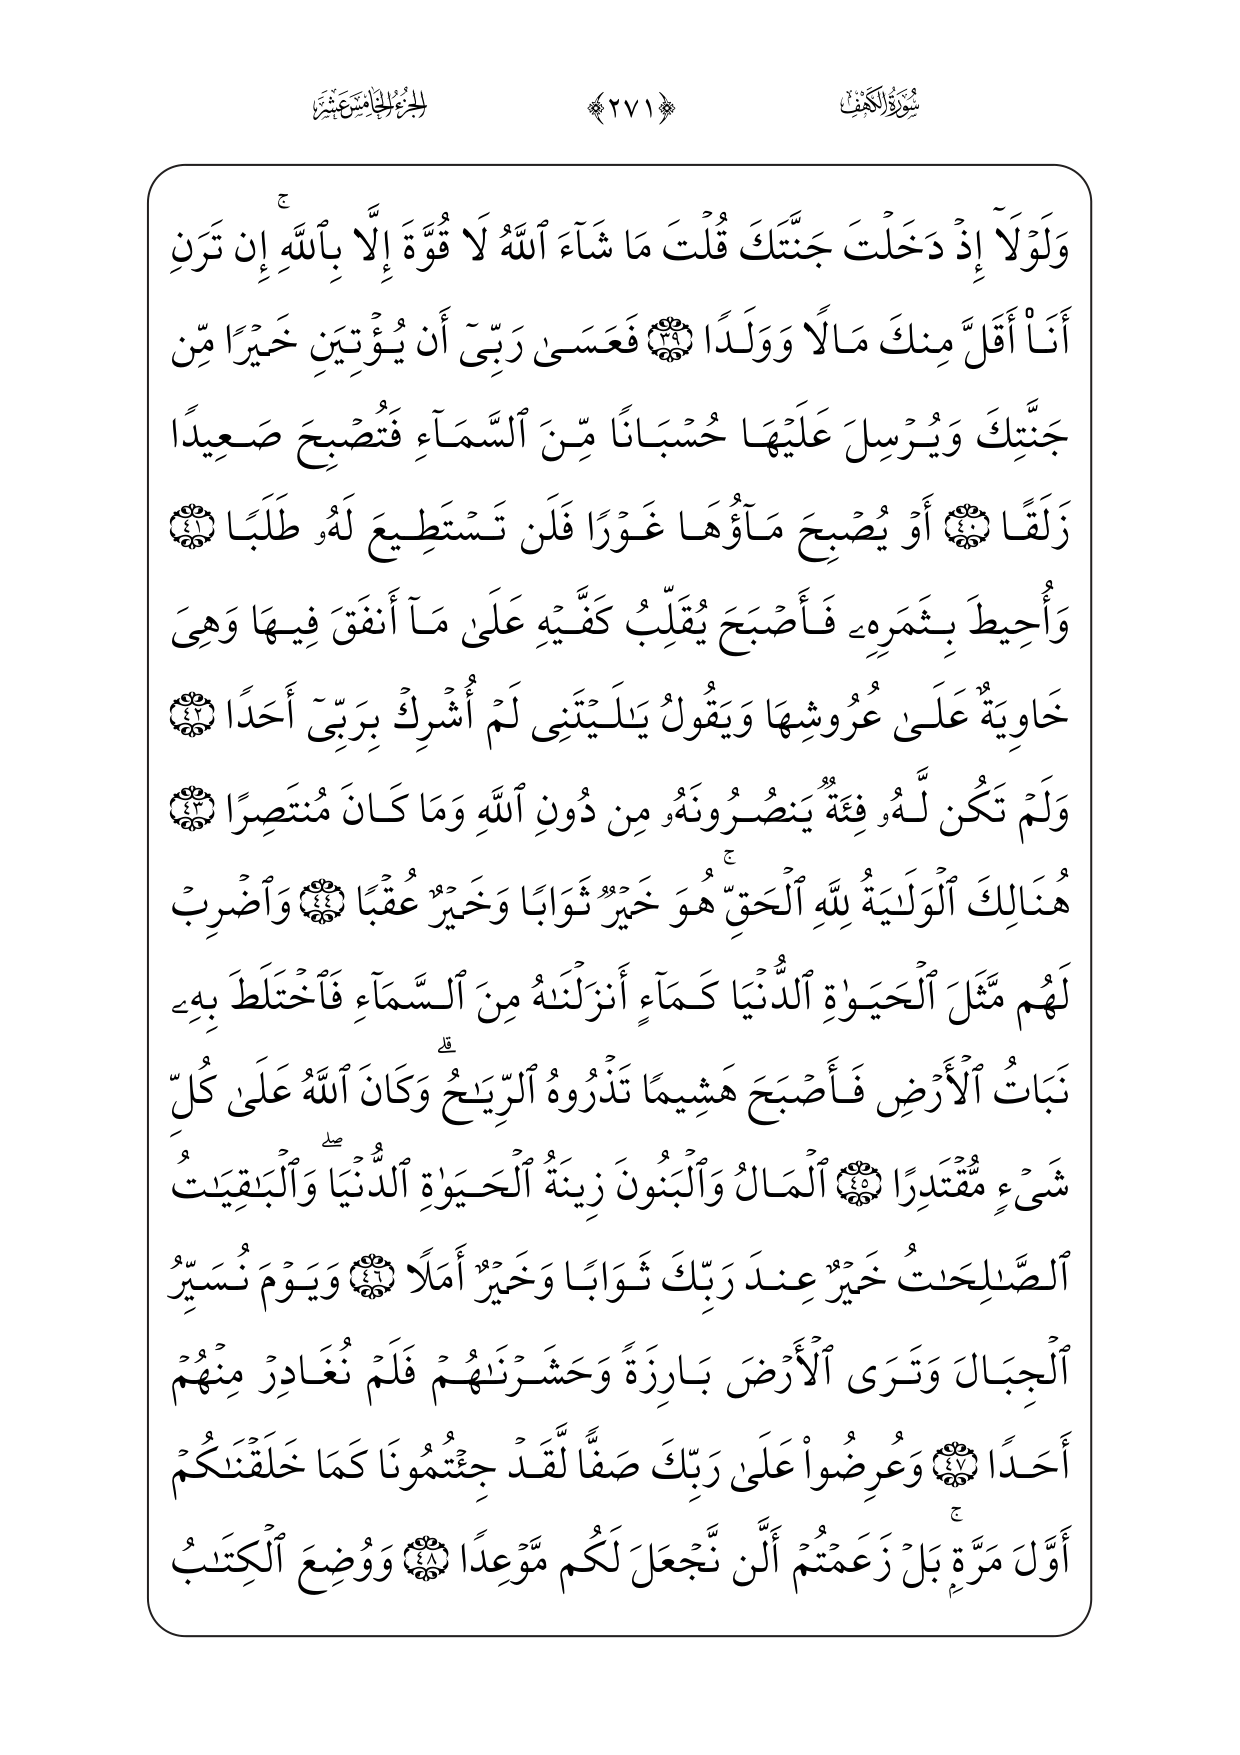 سُورَةُ الكَهْفِ ﴿٢٧١﴾ الجُزْءُ الخَامِسَ عَشَرَ
وَلَوۡلَآ إِذۡ دَخَلۡتَ جَنَّتَكَ قُلۡتَ مَا شَآءَ ٱللَّهُ لَا قُوَّةَ إِلَّا بِٱللَّهِۚ إِن تَرَنِ
أَنَا۠ أَقَلَّ مِنكَ مَالًا وَوَلَدًا ٣٩ فَعَسَىٰ رَبِّيٓ أَن يُؤۡتِيَنِ خَيۡرًا مِّن
جَنَّتِكَ وَيُرۡسِلَ عَلَيۡهَا حُسۡبَانًا مِّنَ ٱلسَّمَآءِ فَتُصۡبِحَ صَعِيدًا
زَلَقًا ٤٠ أَوۡ يُصۡبِحَ مَآؤُهَا غَوۡرًا فَلَن تَسۡتَطِيعَ لَهُۥ طَلَبًا ٤١
وَأُحِيطَ بِثَمَرِهِۦ فَأَصۡبَحَ يُقَلِّبُ كَفَّيۡهِ عَلَىٰ مَآ أَنفَقَ فِيهَا وَهِيَ
خَاوِيَةٌ عَلَىٰ عُرُوشِهَا وَيَقُولُ يَٰلَيۡتَنِي لَمۡ أُشۡرِكۡ بِرَبِّيٓ أَحَدًا ٤٢
وَلَمۡ تَكُن لَّهُۥ فِئَةٞ يَنصُرُونَهُۥ مِن دُونِ ٱللَّهِ وَمَا كَانَ مُنتَصِرًا ٤٣
هُنَالِكَ ٱلۡوَلَٰيَةُ لِلَّهِ ٱلۡحَقِّۚ هُوَ خَيۡرٞ ثَوَابًا وَخَيۡرٌ عُقۡبًا ٤٤ وَٱضۡرِبۡ
لَهُم مَّثَلَ ٱلۡحَيَوٰةِ ٱلدُّنۡيَا كَمَآءٍ أَنزَلۡنَٰهُ مِنَ ٱلسَّمَآءِ فَٱخۡتَلَطَ بِهِۦ
نَبَاتُ ٱلۡأَرۡضِ فَأَصۡبَحَ هَشِيمًا تَذۡرُوهُ ٱلرِّيَٰحُۗ وَكَانَ ٱللَّهُ عَلَىٰ كُلِّ
شَيۡءٍ مُّقۡتَدِرًا ٤٥ ٱلۡمَالُ وَٱلۡبَنُونَ زِينَةُ ٱلۡحَيَوٰةِ ٱلدُّنۡيَاۖ وَٱلۡبَٰقِيَٰتُ
ٱلصَّٰلِحَٰتُ خَيۡرٌ عِندَ رَبِّكَ ثَوَابًا وَخَيۡرٌ أَمَلًا ٤٦ وَيَوۡمَ نُسَيِّرُ
ٱلۡجِبَالَ وَتَرَى ٱلۡأَرۡضَ بَارِزَةً وَحَشَرۡنَٰهُمۡ فَلَمۡ نُغَادِرۡ مِنۡهُمۡ
أَحَدًا ٤٧ وَعُرِضُواْ عَلَىٰ رَبِّكَ صَفًّا لَّقَدۡ جِئۡتُمُونَا كَمَا خَلَقۡنَٰكُمۡ
أَوَّلَ مَرَّةِۭۚ بَلۡ زَعَمۡتُمۡ أَلَّن نَّجۡعَلَ لَكُم مَّوۡعِدًا ٤٨ وَوُضِعَ ٱلۡكِتَٰبُ